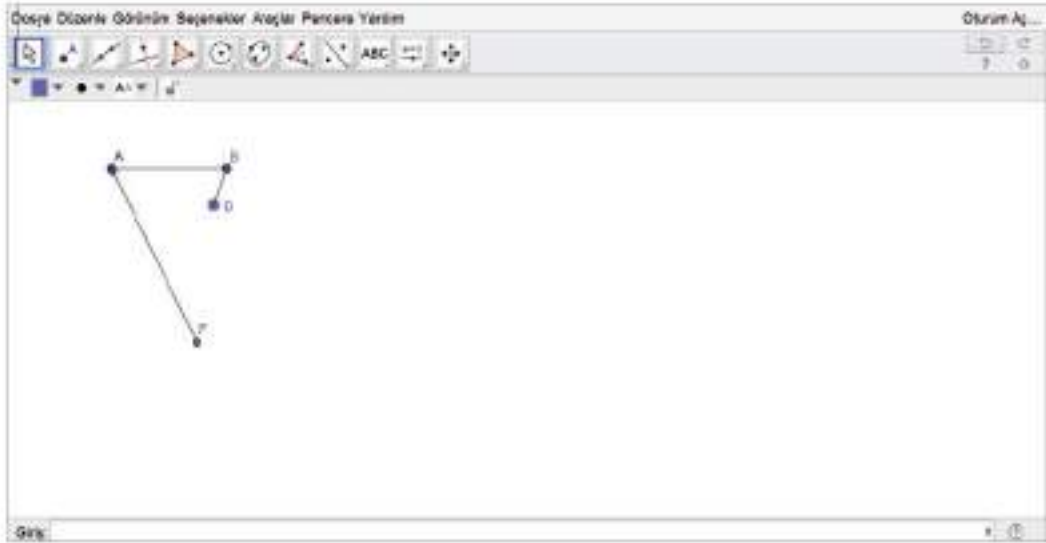 Dosya Düzenle Görünüm Seçenekler Araçlar Pencere Yardım
Oturum Aç...
ABC
A
B
D
F
Giriş: